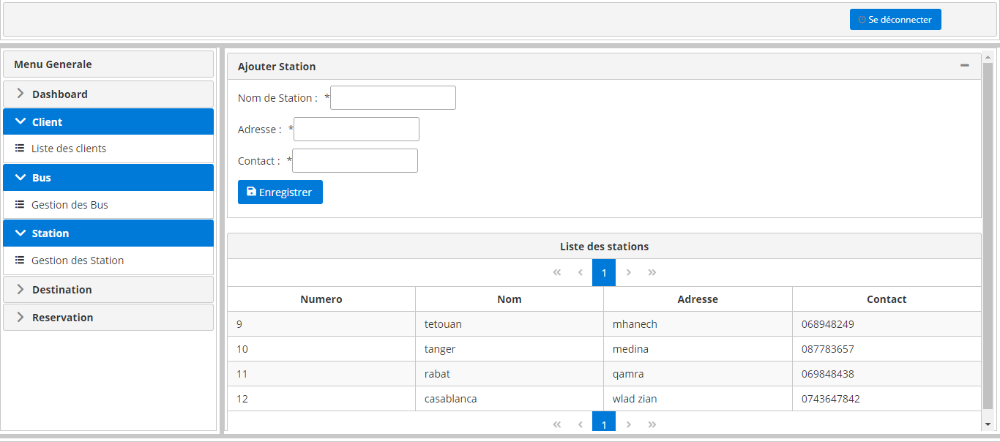 Se déconnecter
Menu Generale
Dashboard
Client
Liste des clients
Bus
Gestion des Bus
Station
Gestion des Station
Destination
Reservation
Ajouter Station
Nom de Station : *
Adresse : *
Contact : *
Enregistrer
Liste des stations
1
Numero Nom Adresse Contact
9 tetouan mhanech 068948249
10 tanger medina 087783657
11 rabat qamra 069848438
12 casablanca wlad zian 0743647842
1